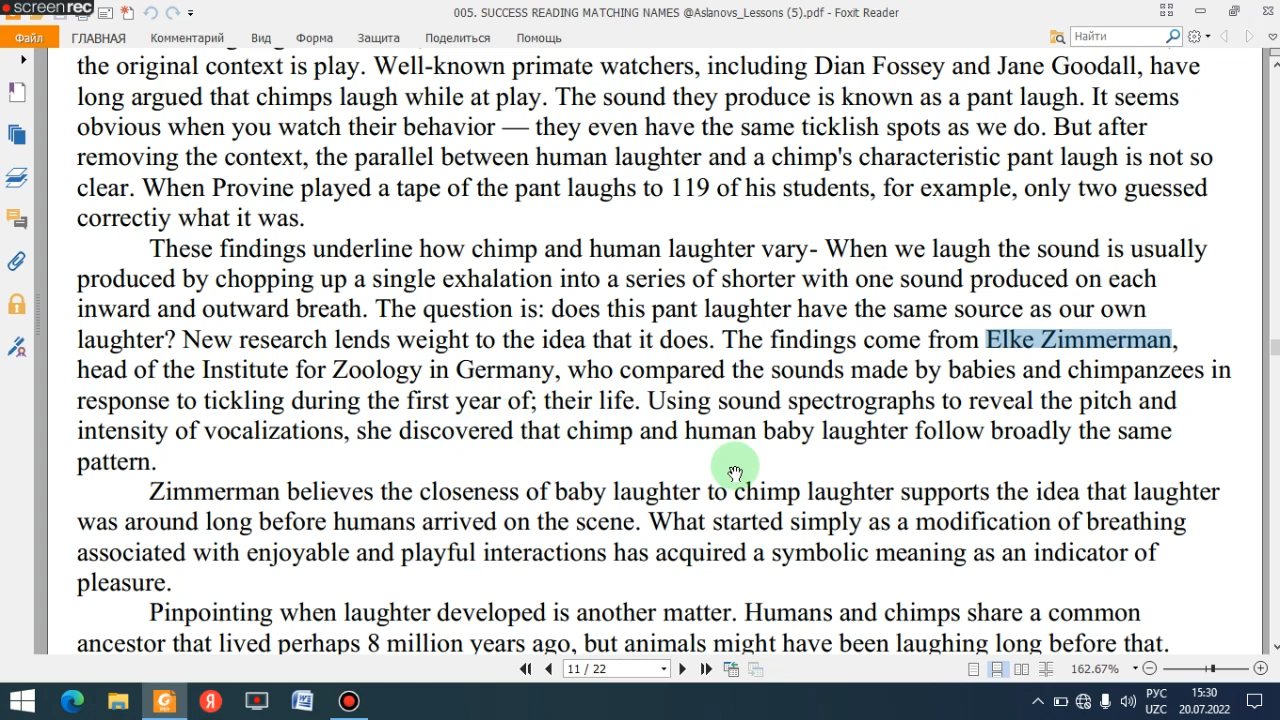 screenrec
005. SUCCESS READING MATCHING NAMES @Aslanovs_Lessons (5).pdf - Foxit Reader
Файл ГЛАВНАЯ Комментарий Вид Форма Защита Поделиться Помощь Найти
the original context is play. Well-known primate watchers, including Dian Fossey and Jane Goodall, have
long argued that chimps laugh while at play. The sound they produce is known as a pant laugh. It seems
obvious when you watch their behavior — they even have the same ticklish spots as we do. But after
removing the context, the parallel between human laughter and a chimp's characteristic pant laugh is not so
clear. When Provine played a tape of the pant laughs to 119 of his students, for example, only two guessed
correctiy what it was.
These findings underline how chimp and human laughter vary- When we laugh the sound is usually
produced by chopping up a single exhalation into a series of shorter with one sound produced on each
inward and outward breath. The question is: does this pant laughter have the same source as our own
laughter? New research lends weight to the idea that it does. The findings come from Elke Zimmerman,
head of the Institute for Zoology in Germany, who compared the sounds made by babies and chimpanzees in
response to tickling during the first year of; their life. Using sound spectrographs to reveal the pitch and
intensity of vocalizations, she discovered that chimp and human baby laughter follow broadly the same
pattern.
Zimmerman believes the closeness of baby laughter to chimp laughter supports the idea that laughter
was around long before humans arrived on the scene. What started simply as a modification of breathing
associated with enjoyable and playful interactions has acquired a symbolic meaning as an indicator of
pleasure.
Pinpointing when laughter developed is another matter. Humans and chimps share a common
ancestor that lived perhaps 8 million years ago, but animals might have been laughing long before that.
11 / 22 162.67%
РУС 15:30
UZC 20.07.2022